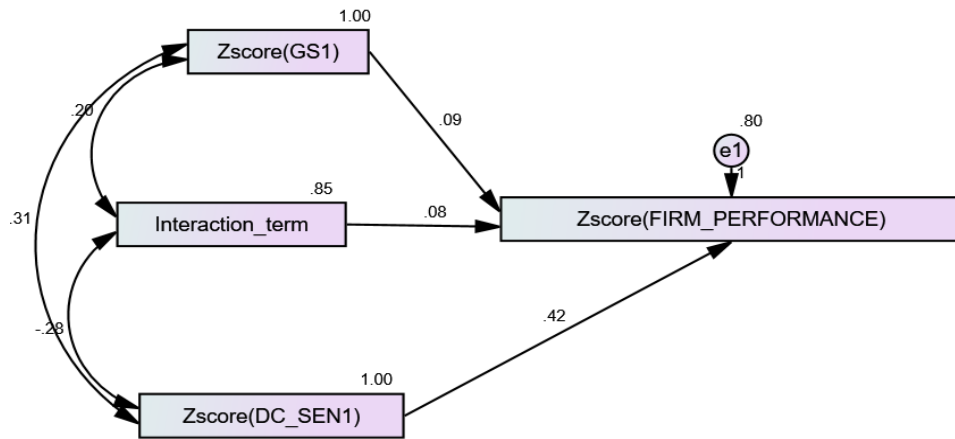 1.00
Zscore(GS1)
.20
.09
.80
e1
1
.85
.31
Interaction_term
.08
Zscore(FIRM_PERFORMANCE)
-.28
.42
1.00
Zscore(DC_SEN1)